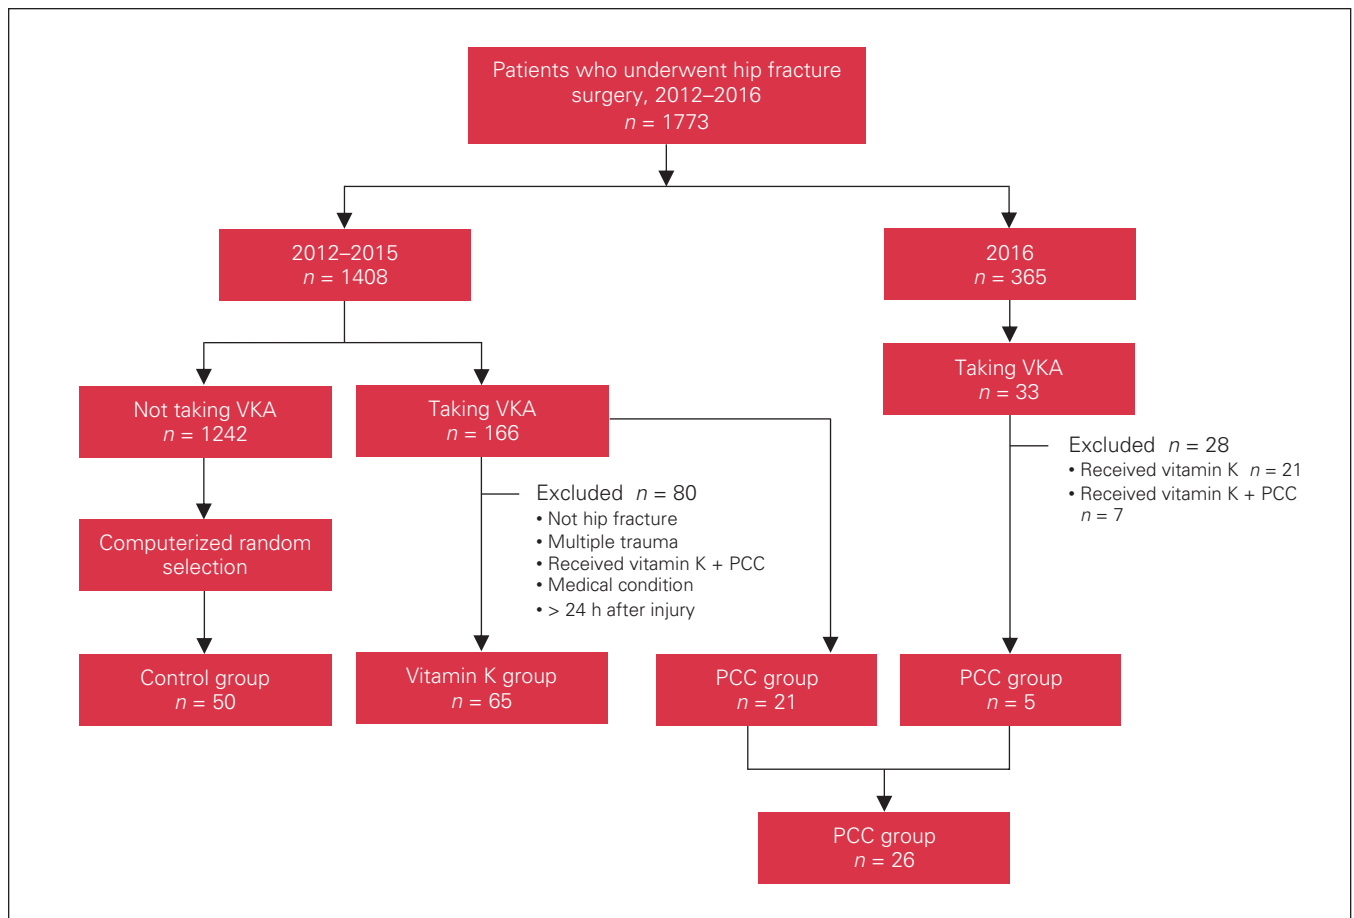 Patients who underwent hip fracture
surgery, 2012–2016
n = 1773
2012–2015
n = 1408
2016
n = 365
Not taking VKA
n = 1242
Taking VKA
n = 166
Taking VKA
n = 33
Excluded n = 28
• Received vitamin K n = 21
• Received vitamin K + PCC
n = 7
Excluded n = 80
• Not hip fracture
• Multiple trauma
• Received vitamin K + PCC
• Medical condition
• > 24 h after injury
Computerized random
selection
Control group
n = 50
Vitamin K group
n = 65
PCC group
n = 21
PCC group
n = 5
PCC group
n = 26